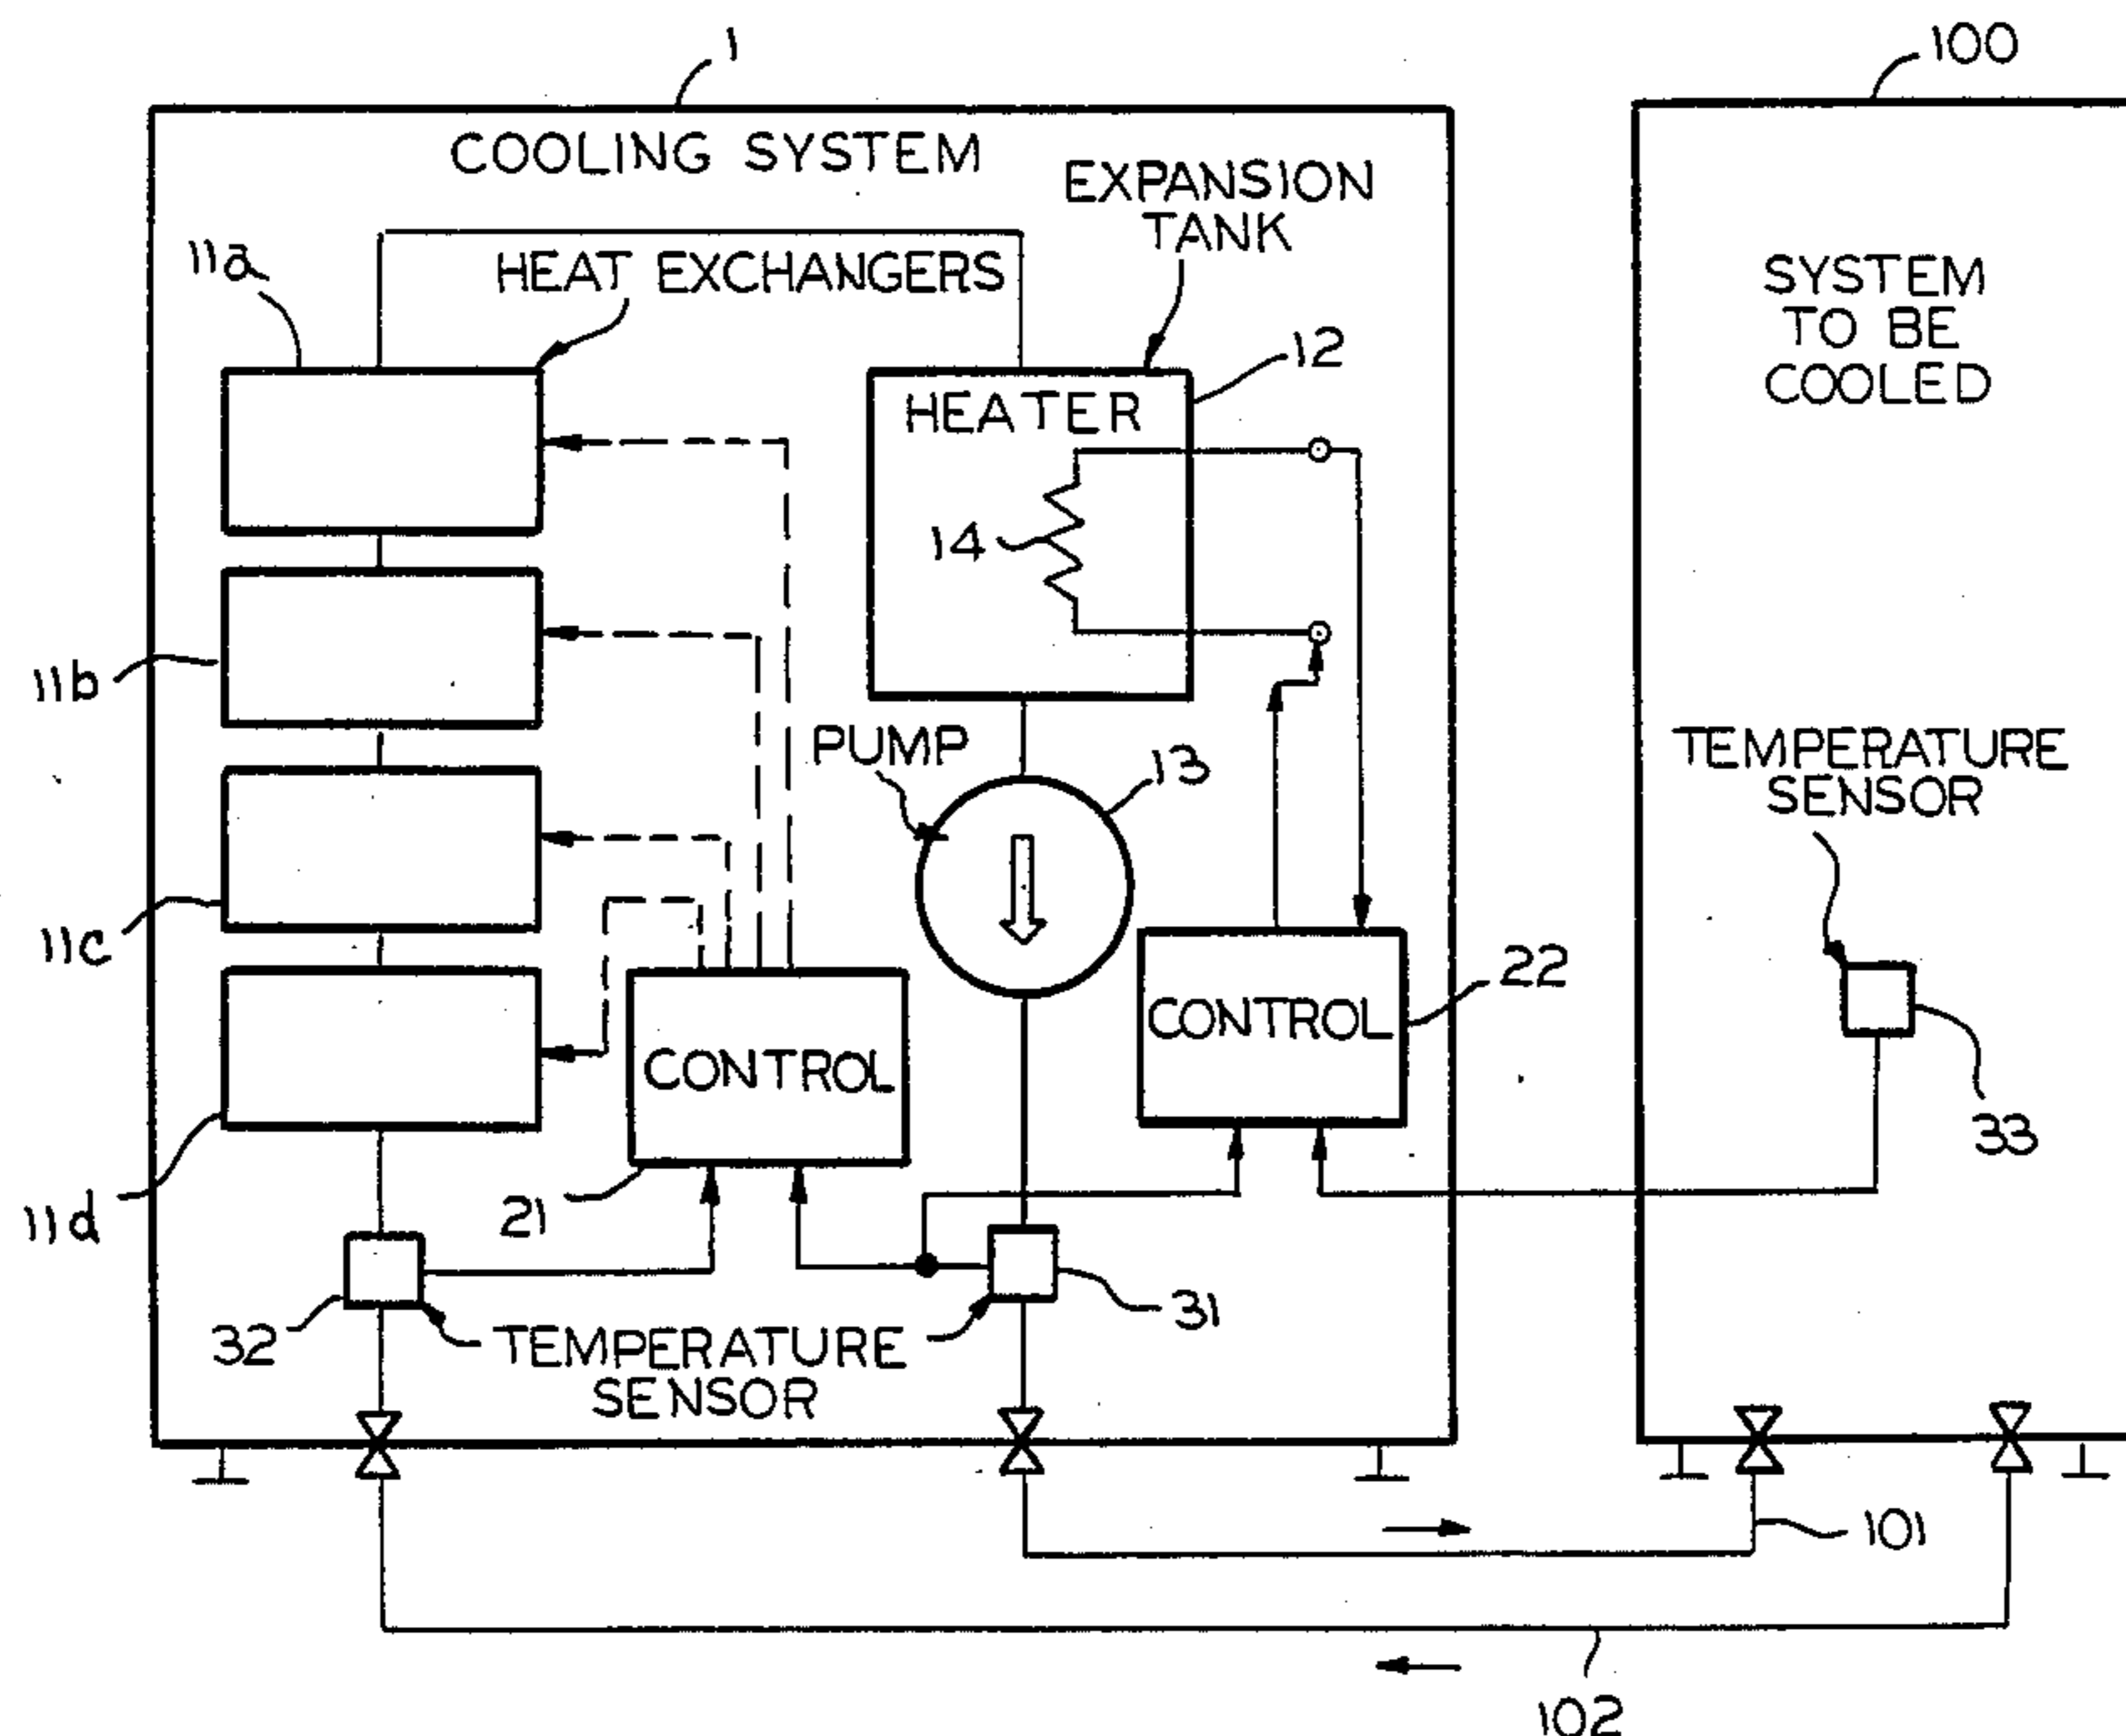 1
100
COOLING SYSTEM
EXPANSION
TANK
11a
HEAT EXCHANGERS
SYSTEM
TO BE
COOLED
12
HEATER
14
11b
PUMP
13
TEMPERATURE
SENSOR
11c
22
CONTROL
CONTROL
33
21
11d
31
32
TEMPERATURE
SENSOR
101
102